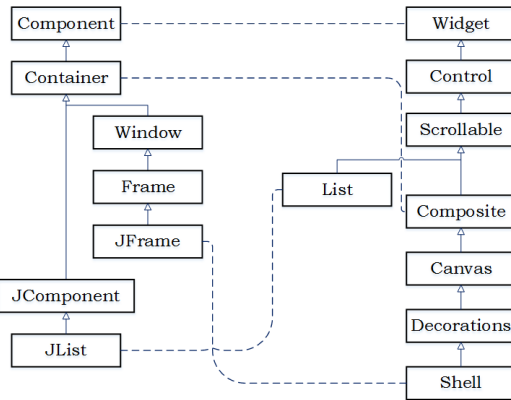 Component
Widget
Container
Control
Window
Scrollable
Frame
List
Composite
JFrame
Canvas
JComponent
Decorations
JList
Shell